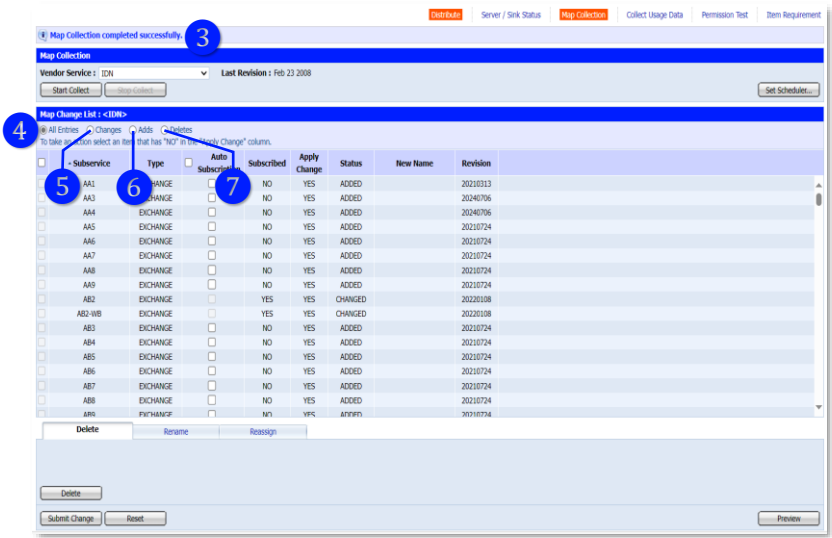 Distribute Server / Sink Status Map Collection Collect Usage Data Permission Test Item Requirement
Map Collection completed successfully. 3
Map Collection
Vendor Service : IDN Last Revision : Feb 23 2008
Start Collect Stop Collect Set Scheduler...
Map Change List : <IDN>
4 All Entries Changes Adds Deletes
To take an action select an item that has "NO" in the "Apply Change" column.
Subservice Type Auto Subscription Subscribed Apply Change Status New Name Revision
5 6 7
AA1 EXCHANGE NO YES ADDED 20210313
AA3 EXCHANGE NO YES ADDED 20240706
AA4 EXCHANGE NO YES ADDED 20240706
AA5 EXCHANGE NO YES ADDED 20210724
AA6 EXCHANGE NO YES ADDED 20210724
AA7 EXCHANGE NO YES ADDED 20210724
AA8 EXCHANGE NO YES ADDED 20210724
AA9 EXCHANGE NO YES ADDED 20210724
AB2 EXCHANGE YES YES CHANGED 20220108
AB2-WB EXCHANGE YES YES CHANGED 20220108
AB3 EXCHANGE NO YES ADDED 20210724
AB4 EXCHANGE NO YES ADDED 20210724
AB5 EXCHANGE NO YES ADDED 20210724
AB6 EXCHANGE NO YES ADDED 20210724
AB7 EXCHANGE NO YES ADDED 20210724
AB8 EXCHANGE NO YES ADDED 20210724
AB9 EXCHANGE NO YES ADDED 20210724
Delete Rename Reassign
Delete
Submit Change Reset Preview